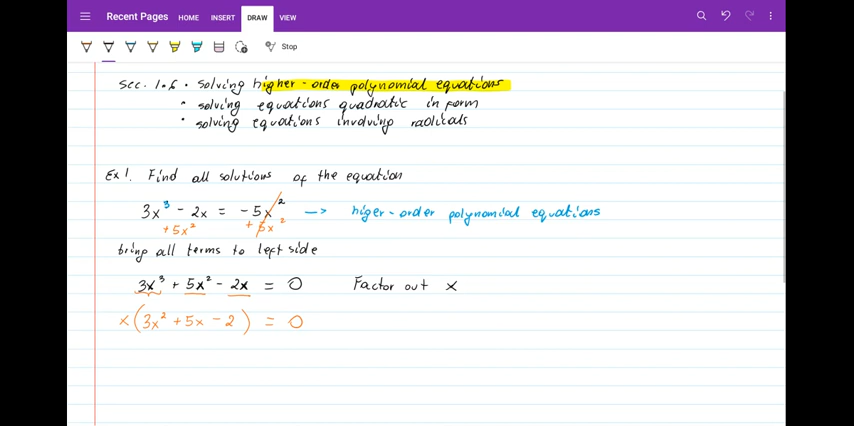 Recent Pages HOME INSERT DRAW VIEW
Stop
Sec. 1.6 • solving higher-order polynomial equations
• solving equations quadratic in form
• solving equations involving radicals
Ex 1. Find all solutions of the equation
3x³ - 2x = -5x² → higer-order polynomial equations
+5x² +5x²
bring all terms to left side
3x³ + 5x² - 2x = 0 Factor out x
x(3x² + 5x - 2) = 0